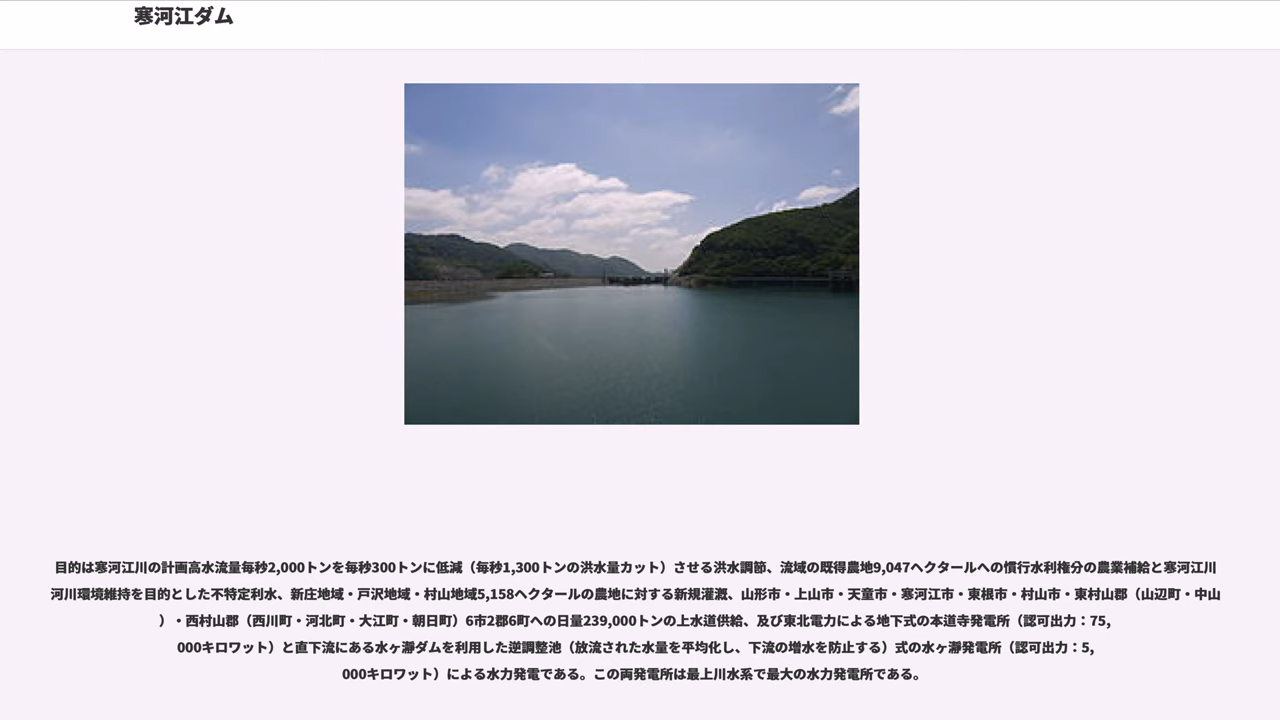 寒河江ダム
目的は寒河江川の計画高水流量毎秒2,000トンを毎秒300トンに低減（毎秒1,300トンの洪水量カット）させる洪水調節、流域の既得農地9,047ヘクタールへの慣行水利権分の農業補給と寒河江川
河川環境維持を目的とした不特定利水、新庄地域・戸沢地域・村山地域5,158ヘクタールの農地に対する新規灌漑、山形市・上山市・天童市・寒河江市・東根市・村山市・東村山郡（山辺町・中山
）・西村山郡（西川町・河北町・大江町・朝日町）6市2郡6町への日量239,000トンの上水道供給、及び東北電力による地下式の本道寺発電所（認可出力：75,
000キロワット）と直下流にある水ヶ瀞ダムを利用した逆調整池（放流された水量を平均化し、下流の増水を防止する）式の水ヶ瀞発電所（認可出力：5,
000キロワット）による水力発電である。この両発電所は最上川水系で最大の水力発電所である。